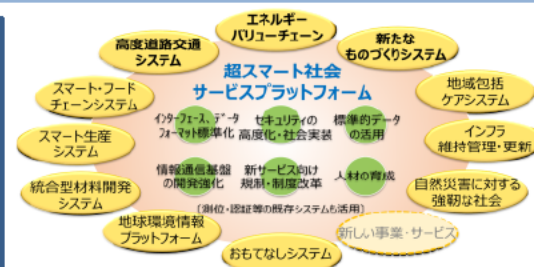 エネルギー
バリューチェーン
高度道路交通
システム
新たな
ものづくりシステム
超スマート社会
サービスプラットフォーム
スマート・フード
チェーンシステム
地域包括
ケアシステム
インターフェース、データ
フォーマット標準化
セキュリティの
高度化・社会実装
標準的データ
の活用
スマート生産
システム
インフラ
維持管理・更新
情報通信基盤
の開発強化
新サービス向け
規制・制度改革
人材の育成
統合型材料開発
システム
自然災害に対する
強靭な社会
〔測位・認証等の既存システムも活用〕
地球環境情報
プラットフォーム
新しい事業・サービス
おもてなしシステム